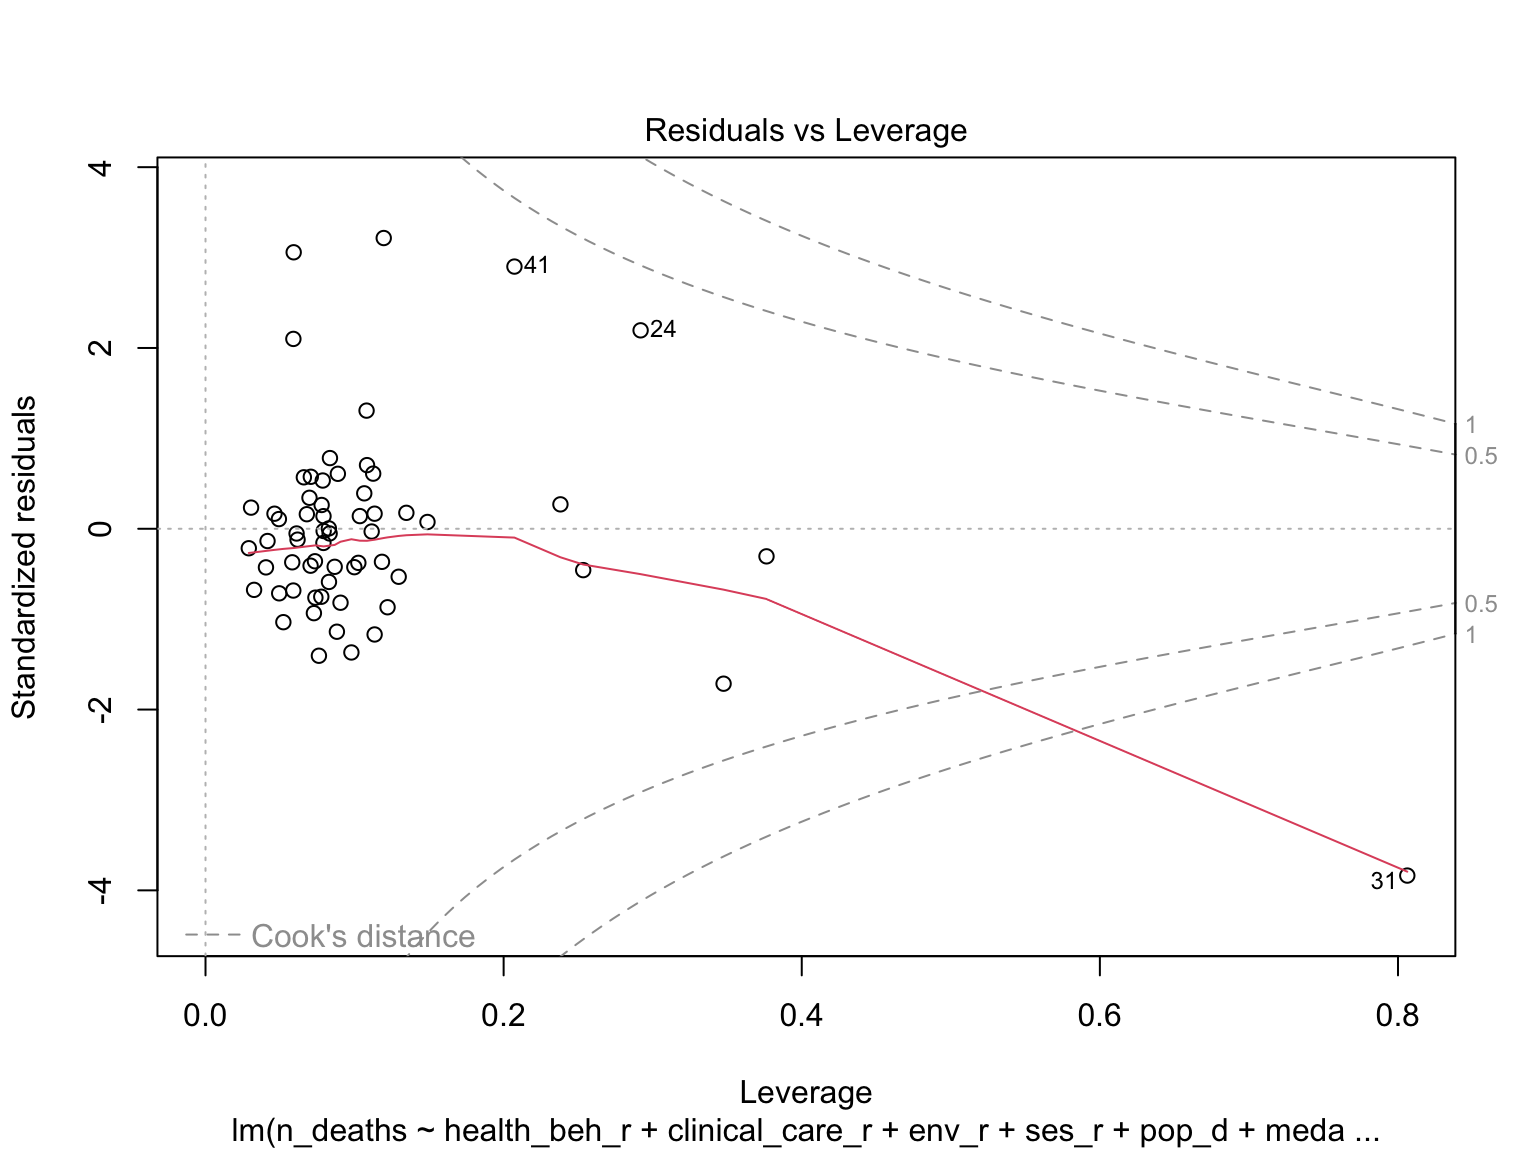 Residuals vs Leverage
Standardized residuals
4
2
0
-2
-4
41
24
31
1
0.5
0.5
1
Cook's distance
0.0 0.2 0.4 0.6 0.8
Leverage
lm(n_deaths ~ health_beh_r + clinical_care_r + env_r + ses_r + pop_d + meda ...